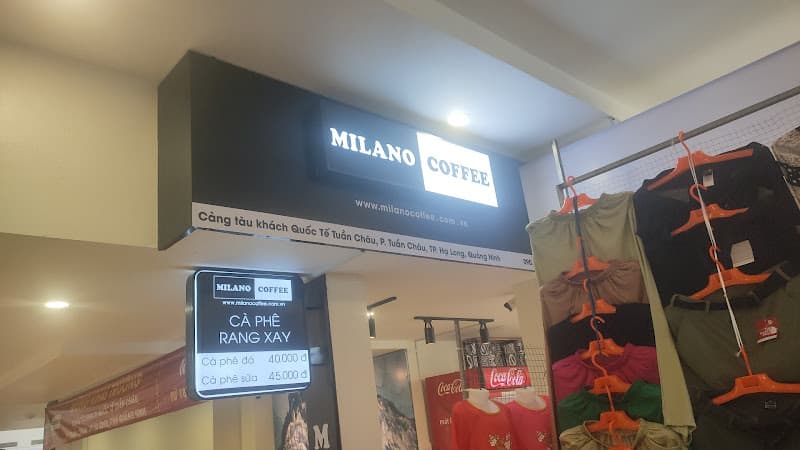 MILANO COFFEE
www.milanocoffee.com.vn
Cảng tàu khách Quốc Tế Tuần Châu, P. Tuần Châu, TP. Hạ Long, Quảng Ninh
MILANO COFFEE
www.milanocoffee.com.vn
CÀ PHÊ
RANG XAY
Cà phê đá 40.000 đ
Cà phê sữa 45.000 đ
Coca-Cola
M